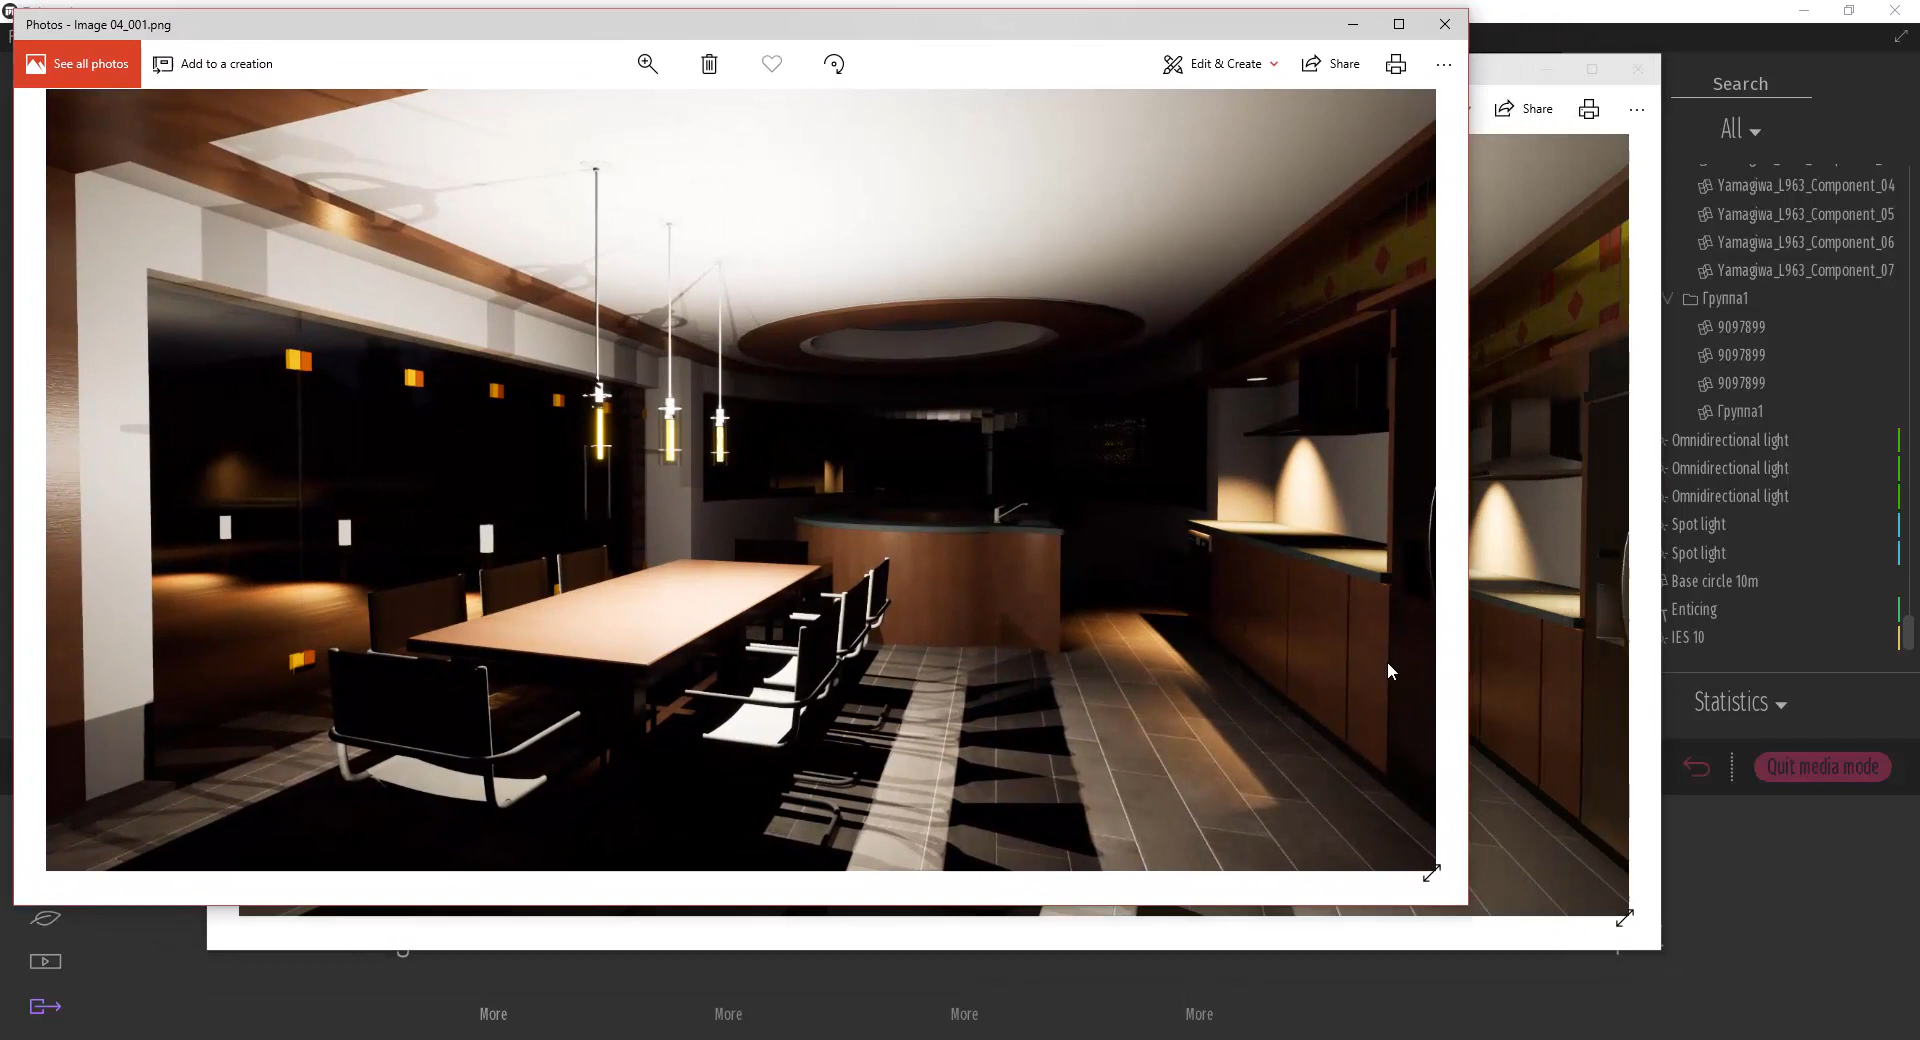 Photos - Image 04_001.png
See all photos
Add to a creation
Edit & Create
Share
Share
Search
All
Yamagiwa_L963_Component_04
Yamagiwa_L963_Component_05
Yamagiwa_L963_Component_06
Yamagiwa_L963_Component_07
Группа1
9097899
9097899
9097899
Группа1
Omnidirectional light
Omnidirectional light
Omnidirectional light
Spot light
Spot light
Base circle 10m
Enticing
IES 10
Statistics
Quit media mode
More
More
More
More